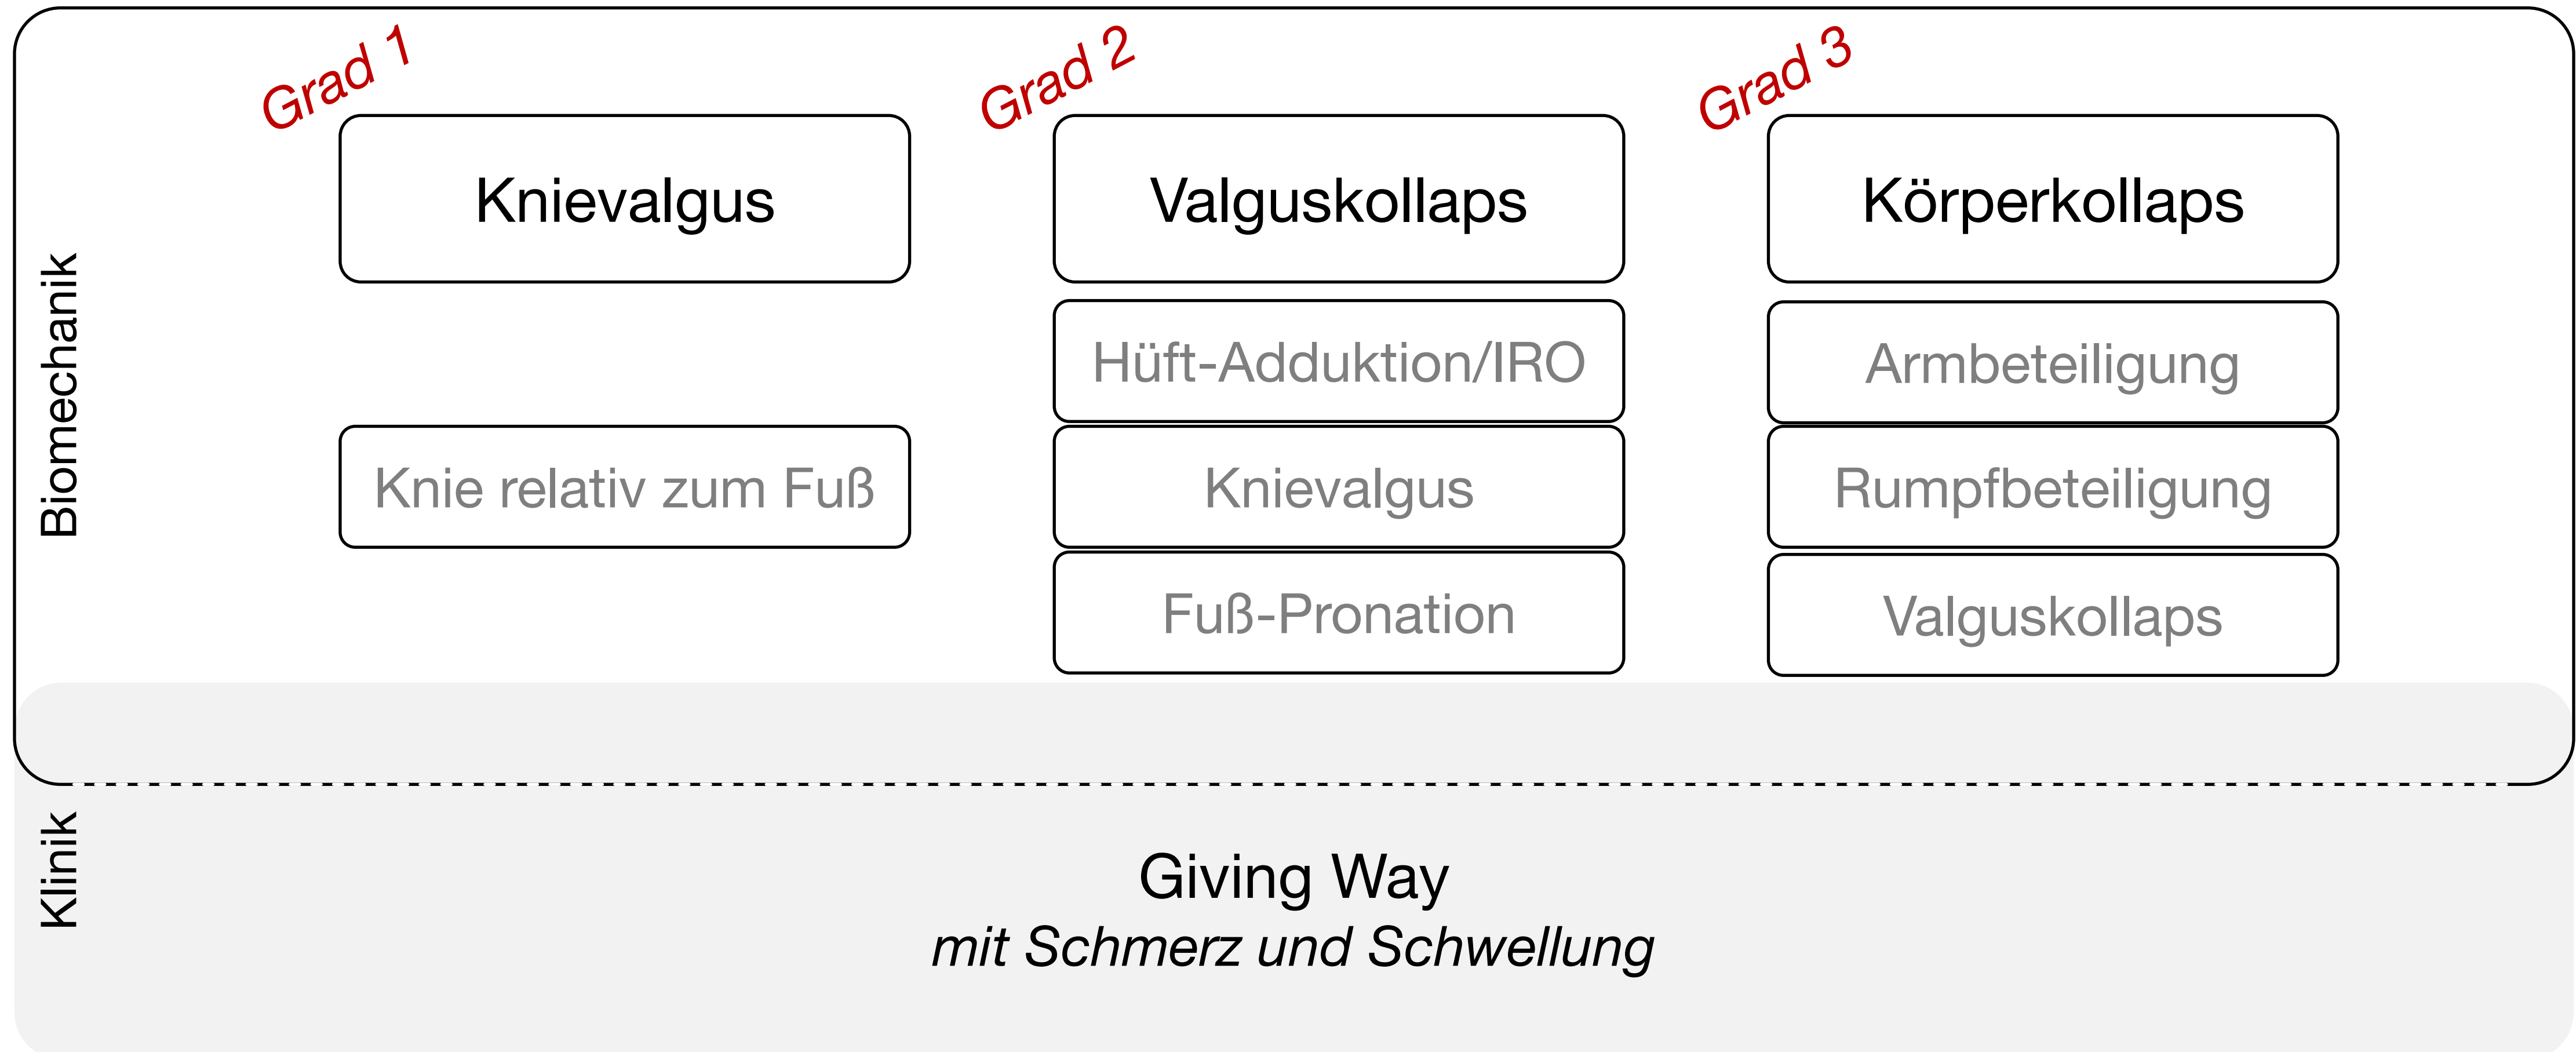 Grad 1
Grad 2
Grad 3
Knievalgus
Valguskollaps
Körperkollaps
Biomechanik
Hüft-Adduktion/IRO
Armbeteiligung
Knie relativ zum Fuß
Knievalgus
Rumpfbeteiligung
Fuß-Pronation
Valguskollaps
Klinik
Giving Way
mit Schmerz und Schwellung